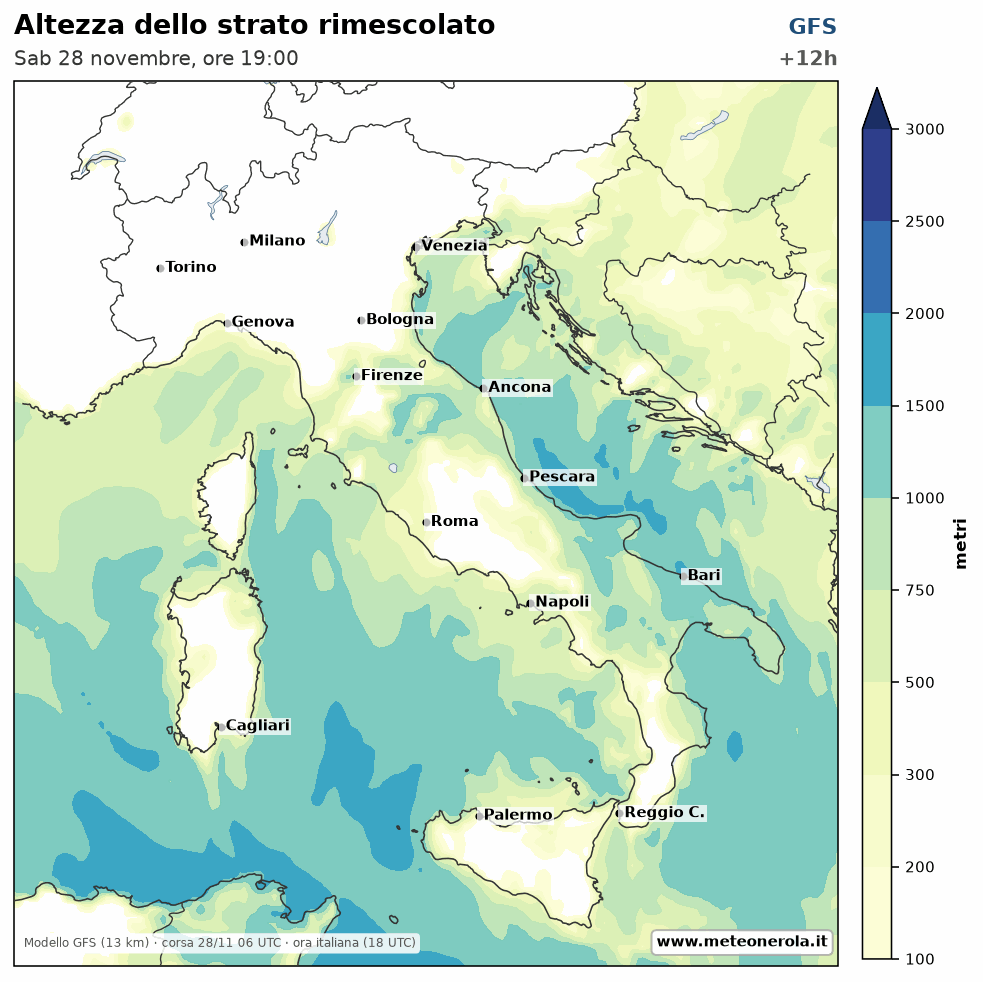 Altezza dello strato rimescolato
GFS
Sab 28 novembre, ore 19:00
+12h
Milano
Venezia
Torino
Genova
Bologna
Firenze
Ancona
Pescara
Roma
Bari
Napoli
Cagliari
Palermo
Reggio C.
3000
2500
2000
1500
1000
750
500
300
200
100
metri
Modello GFS (13 km) · corsa 28/11 06 UTC · ora italiana (18 UTC)
www.meteonerola.it